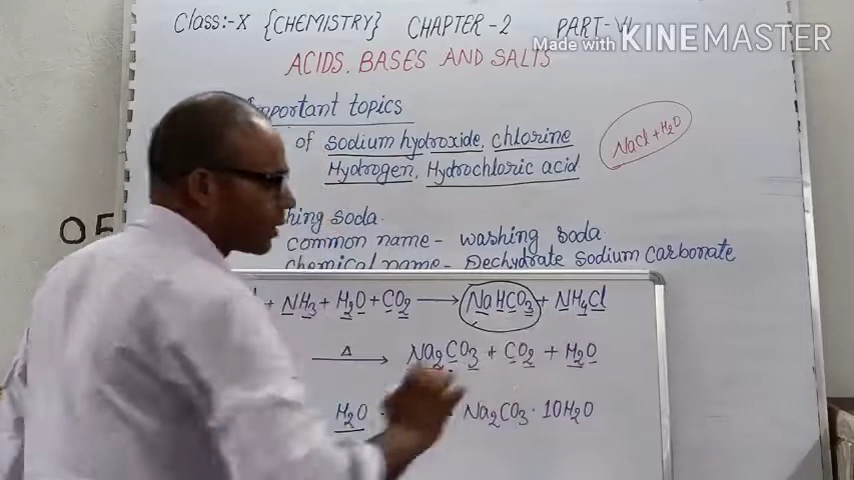 Class:-X {CHEMISTRY} CHAPTER-2 PART-VI
Made with KINEMASTER
ACIDS, BASES AND SALTS
Important topics
of sodium hydroxide, chlorine
NaCl + H2O
Hydrogen, Hydrochloric acid
05
hing soda
common name - washing soda
chemical name - Dechydrate sodium carbonate
+ NH3 + H2O + CO2 → NaHCO3 + NH4Cl
Δ→ Na2CO3 + CO2 + H2O
H2O Na2CO3·10H2O